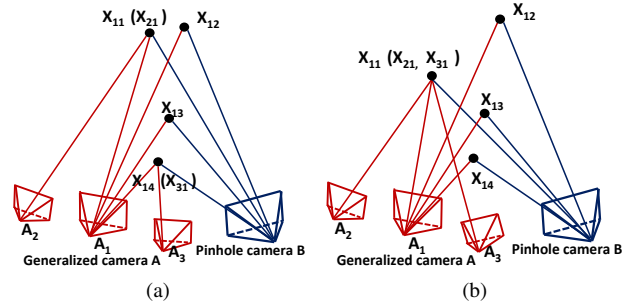 X11 (X21) X12
X13
X14 (X31)
A2 A1 A3
Pinhole camera B
Generalized camera A
(a)
X12
X11 (X21, X31 )
X13
X14
A2 A1 A3
Pinhole camera B
Generalized camera A
(b)